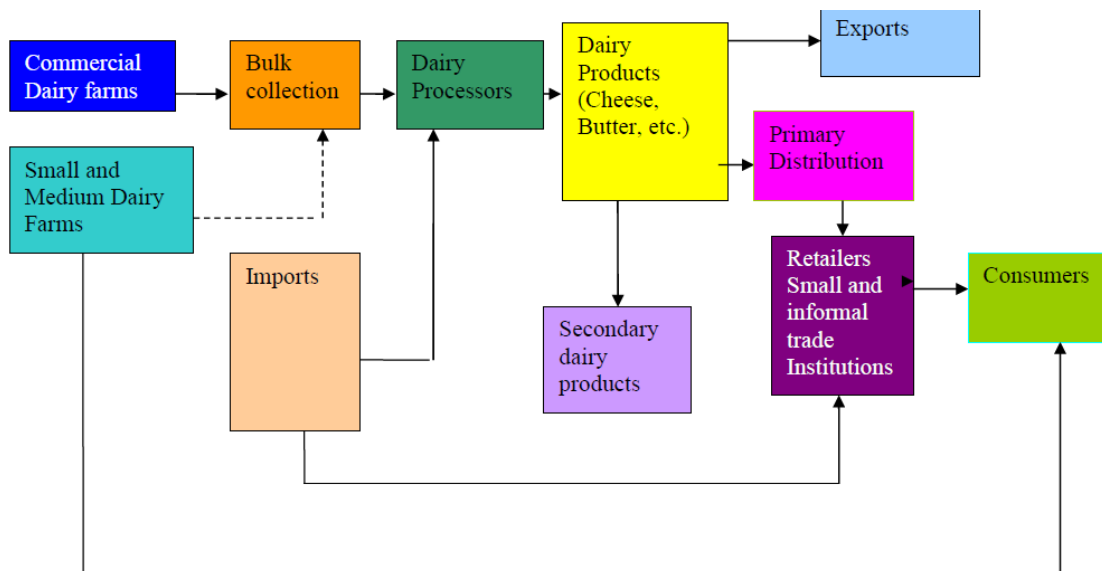 Commercial
Dairy farms
Bulk
collection
Dairy
Processors
Dairy
Products
(Cheese,
Butter, etc.)
Exports
Small and
Medium Dairy
Farms
Primary
Distribution
Imports
Retailers
Small and
informal
trade
Institutions
Consumers
Secondary
dairy
products